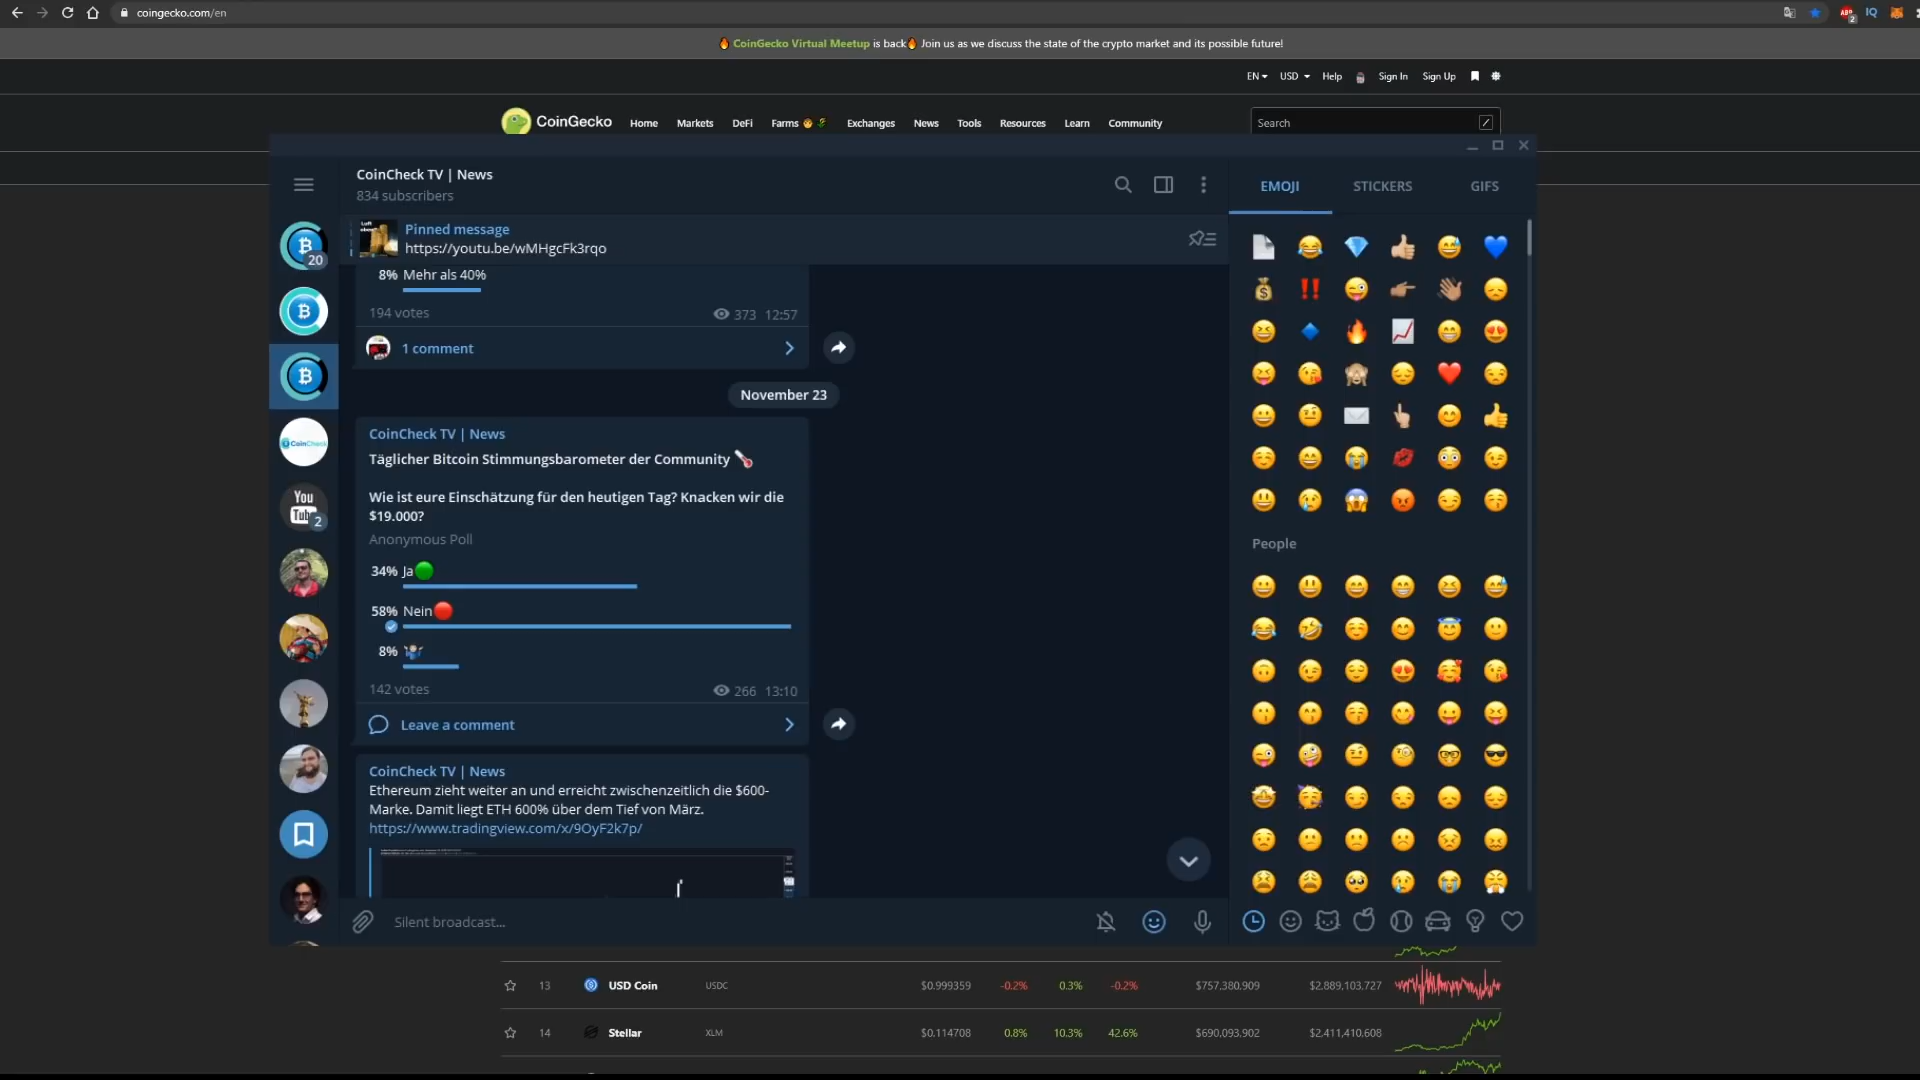 coingecko.com/en
🔥 CoinGecko Virtual Meetup is back🔥 Join us as we discuss the state of the crypto market and its possible future!
EN USD Help Sign In Sign Up
CoinGecko Home Markets DeFi Farms Exchanges News Tools Resources Learn Community Search /
CoinCheck TV | News
834 subscribers
EMOJI STICKERS GIFS
Pinned message
https://youtu.be/wMHgcFk3rqo
8% Mehr als 40%
194 votes 373 12:57
1 comment
November 23
CoinCheck TV | News
Täglicher Bitcoin Stimmungsbarometer der Community 🌡️
Wie ist eure Einschätzung für den heutigen Tag? Knacken wir die
$19.000?
Anonymous Poll
34% Ja🟢
58% Nein🔴
8% 🤷
142 votes 266 13:10
Leave a comment
CoinCheck TV | News
Ethereum zieht weiter an und erreicht zwischenzeitlich die $600-
Marke. Damit liegt ETH 600% über dem Tief von März.
https://www.tradingview.com/x/9OyF2k7p/
Silent broadcast...
20
CoinCheck
You
Tube
2
People
13 USD Coin USDC $0.999359 -0.2% 0.3% -0.2% $757,380,909 $2,889,103,727
14 Stellar XLM $0.114708 0.8% 10.3% 42.6% $690,093,902 $2,411,410,608